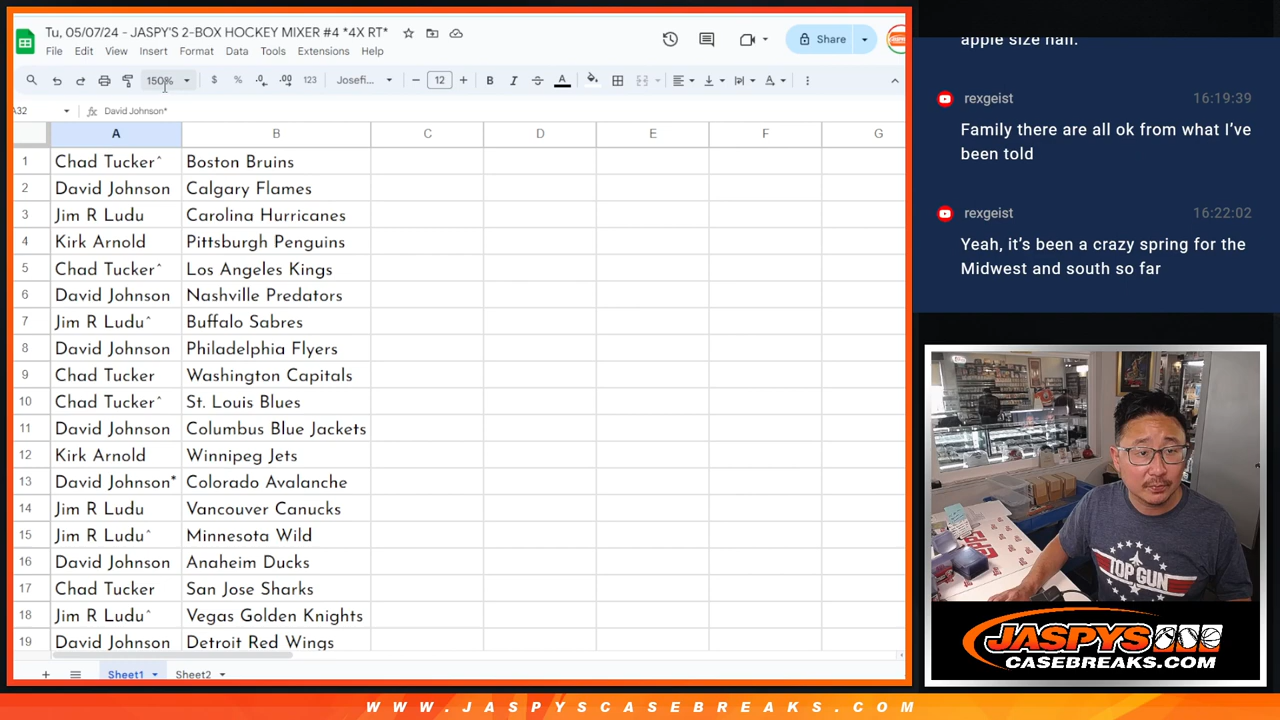 Tu, 05/07/24 - JASPY'S 2-BOX HOCKEY MIXER #4 *4X RT*
File Edit View Insert Format Data Tools Extensions Help
Share
150% $ % .0 .00 123 Josefi... − 12 + B I S A
A32 fx David Johnson*
A B C D E F G
1 Chad Tucker^ Boston Bruins
2 David Johnson Calgary Flames
3 Jim R Ludu Carolina Hurricanes
4 Kirk Arnold Pittsburgh Penguins
5 Chad Tucker^ Los Angeles Kings
6 David Johnson Nashville Predators
7 Jim R Ludu^ Buffalo Sabres
8 David Johnson Philadelphia Flyers
9 Chad Tucker Washington Capitals
10 Chad Tucker^ St. Louis Blues
11 David Johnson Columbus Blue Jackets
12 Kirk Arnold Winnipeg Jets
13 David Johnson* Colorado Avalanche
14 Jim R Ludu Vancouver Canucks
15 Jim R Ludu^ Minnesota Wild
16 David Johnson Anaheim Ducks
17 Chad Tucker San Jose Sharks
18 Jim R Ludu^ Vegas Golden Knights
19 David Johnson Detroit Red Wings
+ Sheet1 Sheet2
apple size hail.
rexgeist 16:19:39
Family there are all ok from what I've
been told
rexgeist 16:22:02
Yeah, it's been a crazy spring for the
Midwest and south so far
TOP GUN
JASPYS
CASEBREAKS.COM
WWW.JASPYSCASEBREAKS.COM